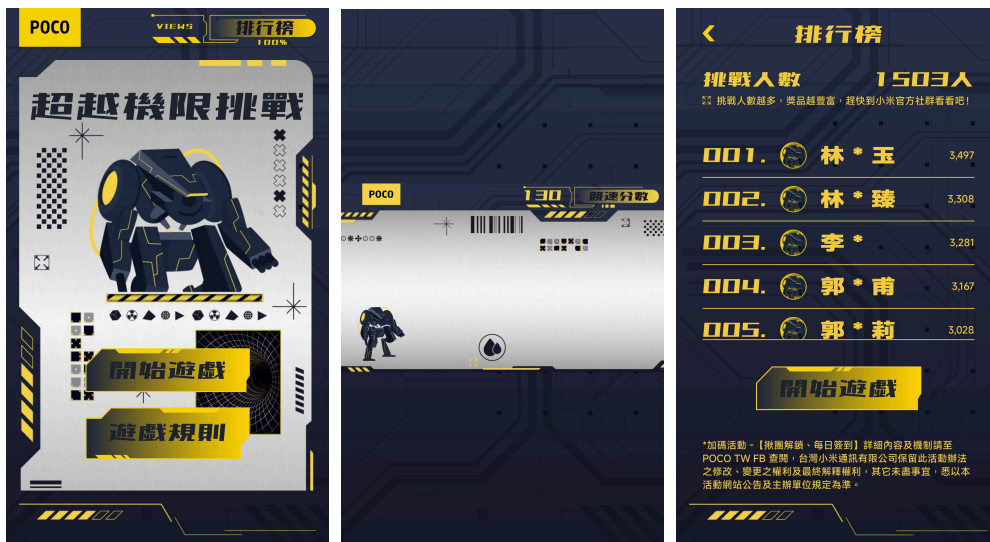 POCO
VIEWS
排行榜
100%
超越機限挑戰
開始遊戲
遊戲規則
POCO
130
競速分數
排行榜
挑戰人數 1503人
挑戰人數越多，獎品越豐富，趕快到小米官方社群看看吧！
001. 林*玉 3,497
002. 林*臻 3,308
003. 李* 3,281
004. 郭*甫 3,167
005. 郭*莉 3,028
開始遊戲
*加碼活動 -【揪團解鎖、每日簽到】詳細內容及機制請至
POCO TW FB 查閱，台灣小米通訊有限公司保留此活動辦法
之修改、變更之權利及最終解釋權利，其它未盡事宜，悉以本
活動網站公告及主辦單位規定為準。